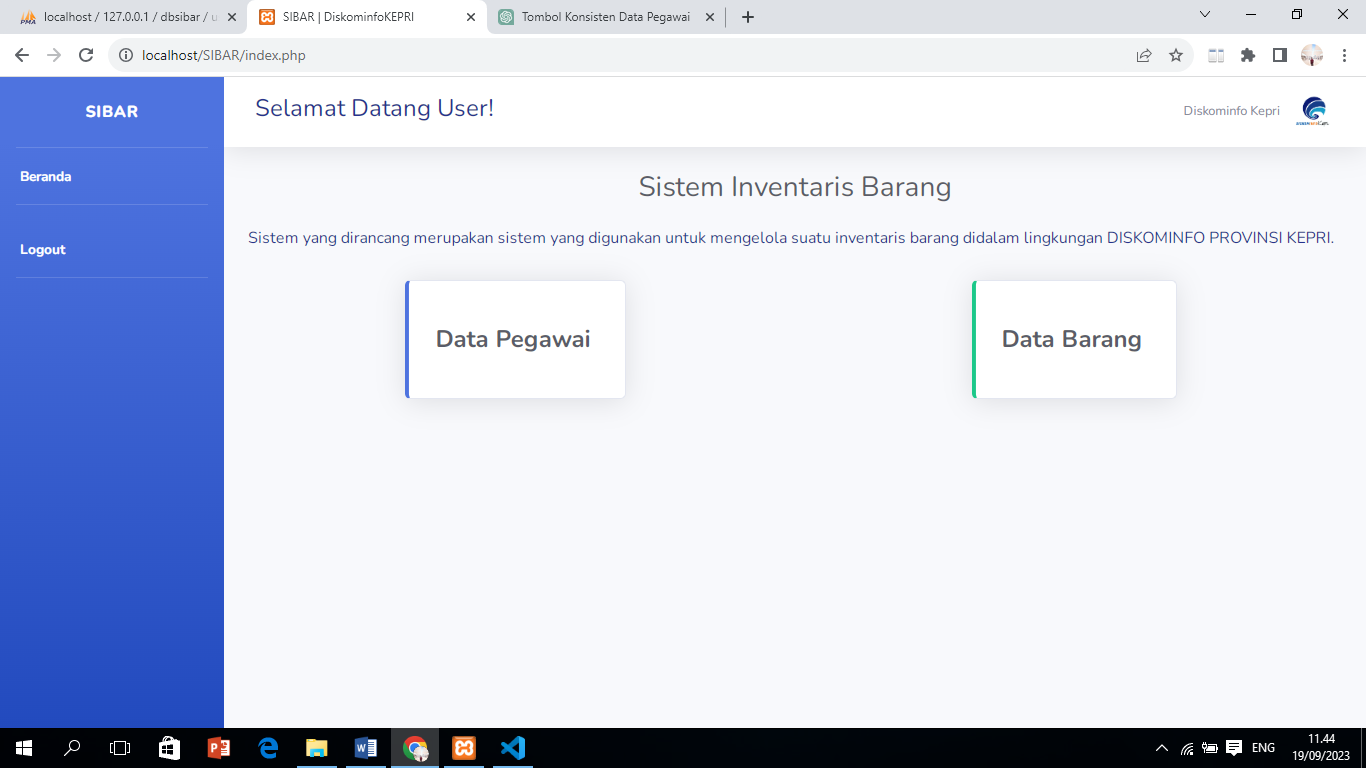 localhost / 127.0.0.1 / dbsibar / u
SIBAR | DiskominfoKEPRI
Tombol Konsisten Data Pegawai
localhost/SIBAR/index.php
SIBAR
Selamat Datang User!
Diskominfo Kepri
Beranda
Logout
Sistem Inventaris Barang
Sistem yang dirancang merupakan sistem yang digunakan untuk mengelola suatu inventaris barang didalam lingkungan DISKOMINFO PROVINSI KEPRI.
Data Pegawai
Data Barang
ENG
11.44
19/09/2023